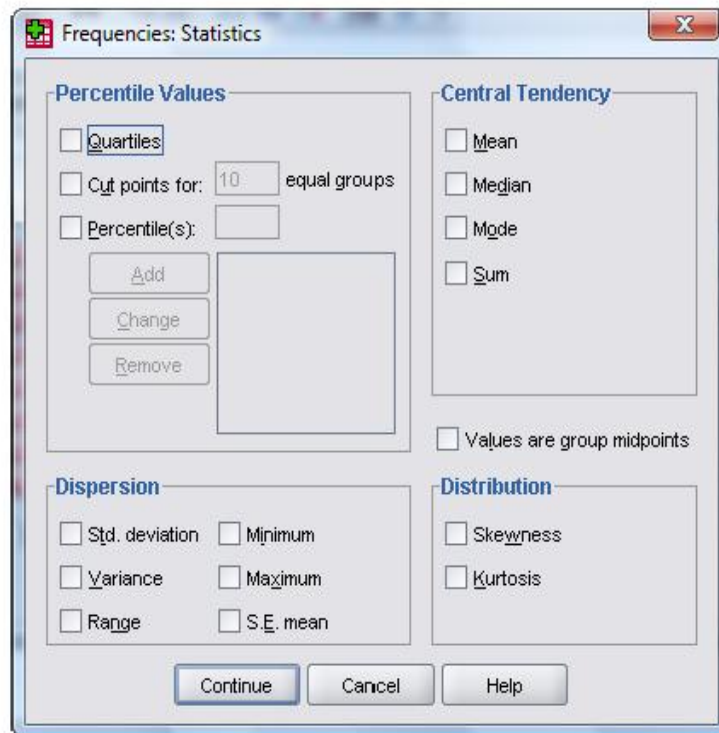 Frequencies: Statistics
Percentile Values
Quartiles
Cut points for: 10 equal groups
Percentile(s):
Add
Change
Remove
Central Tendency
Mean
Median
Mode
Sum
Values are group midpoints
Dispersion
Std. deviation Minimum
Variance Maximum
Range S.E. mean
Distribution
Skewness
Kurtosis
Continue Cancel Help